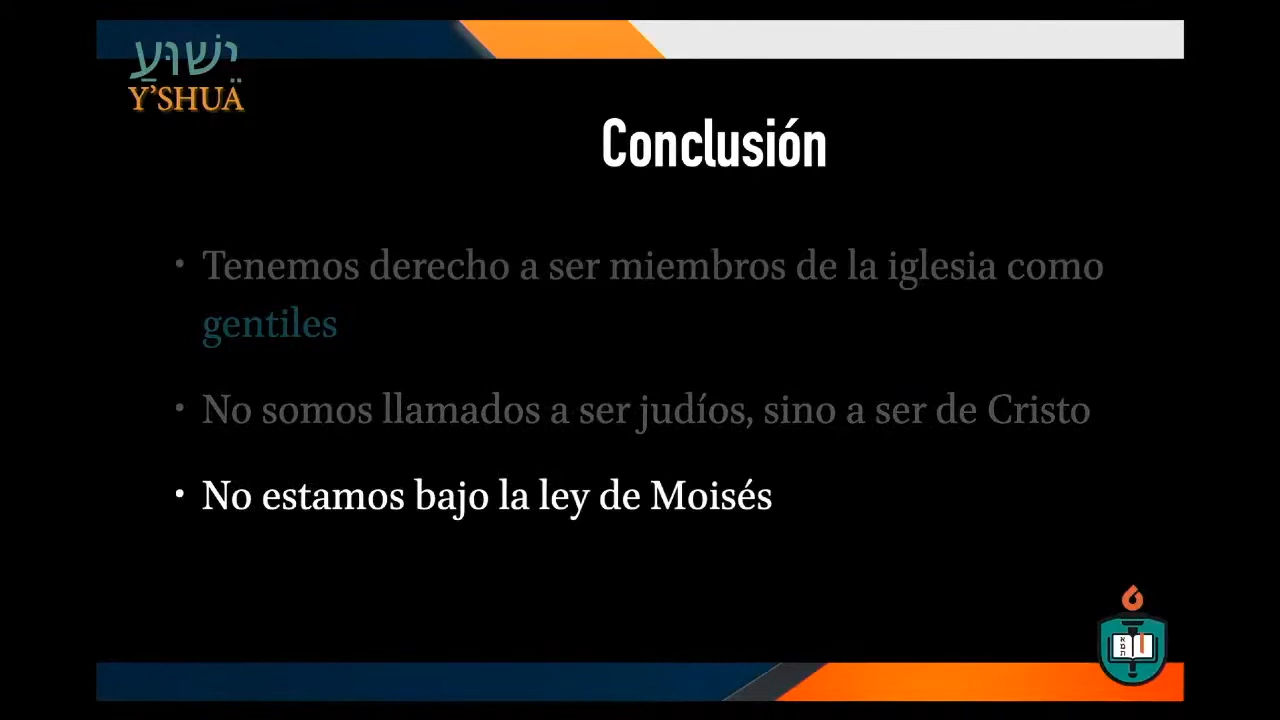 יֵשׁוּעַ
Y'SHUA
Conclusión
• Tenemos derecho a ser miembros de la iglesia como
gentiles
• No somos llamados a ser judíos, sino a ser de Cristo
• No estamos bajo la ley de Moisés
א
מ
ת